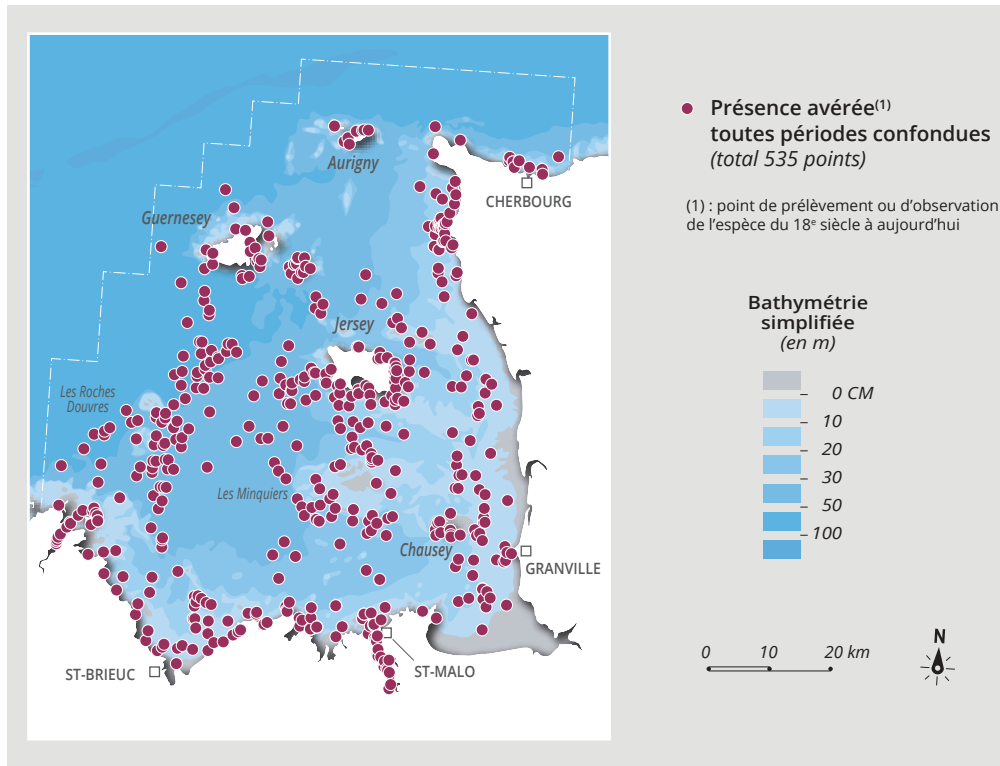 Aurigny
CHERBOURG
Guernesey
Jersey
Les Roches
Douvres
Les Minquiers
Chausey
GRANVILLE
ST-BRIEUC
ST-MALO
Présence avérée(1)
toutes périodes confondues
(total 535 points)
(1) : point de prélèvement ou d'observation
de l'espèce du 18e siècle à aujourd'hui
Bathymétrie
simplifiée
(en m)
0 CM
10
20
30
50
100
0 10 20 km
N